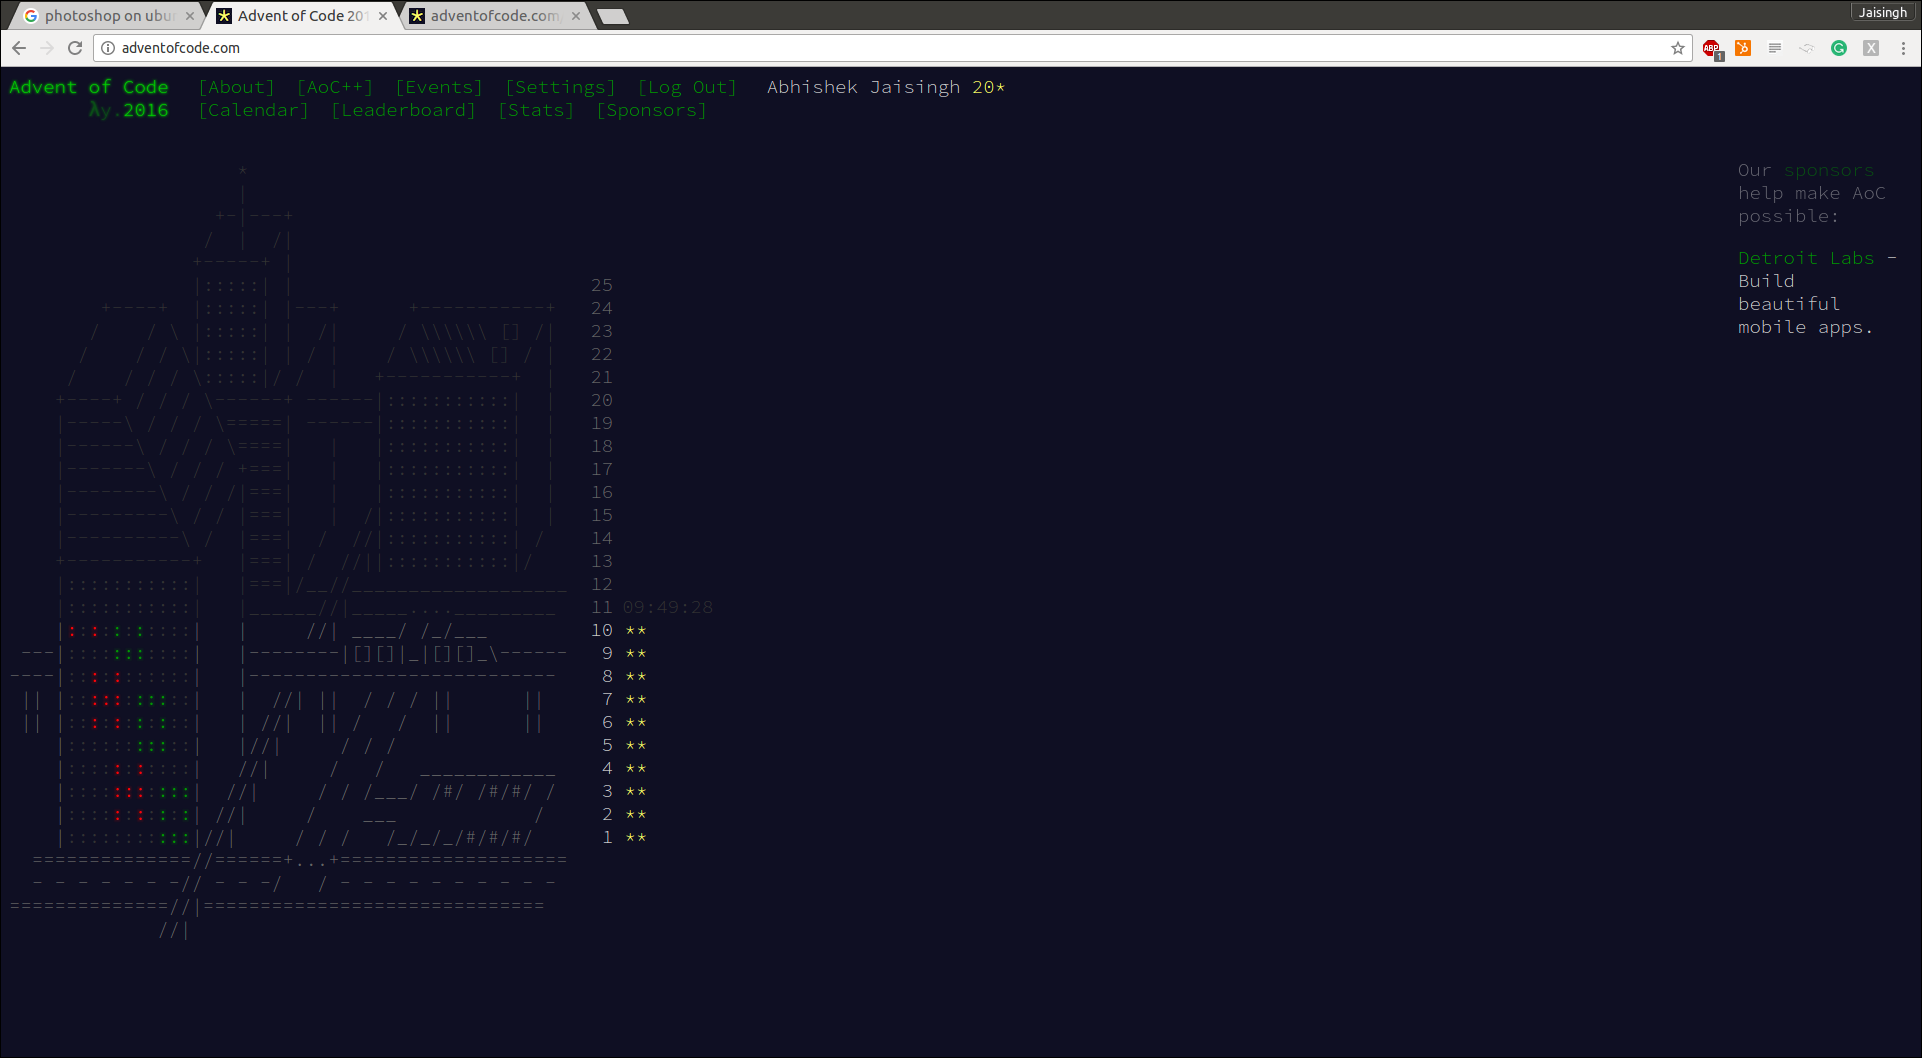 photoshop on ubu
Advent of Code 201
adventofcode.com/
Jaisingh
adventofcode.com
ABP
1
Advent of Code [About] [AoC++] [Events] [Settings] [Log Out] Abhishek Jaisingh 20*
λy.2016 [Calendar] [Leaderboard] [Stats] [Sponsors]
Our sponsors
help make AoC
possible:
Detroit Labs -
Build
beautiful
mobile apps.
25
24
23
22
21
20
19
18
17
16
15
14
13
12
11 09:49:28
10 **
9 **
8 **
7 **
6 **
5 **
4 **
3 **
2 **
1 **